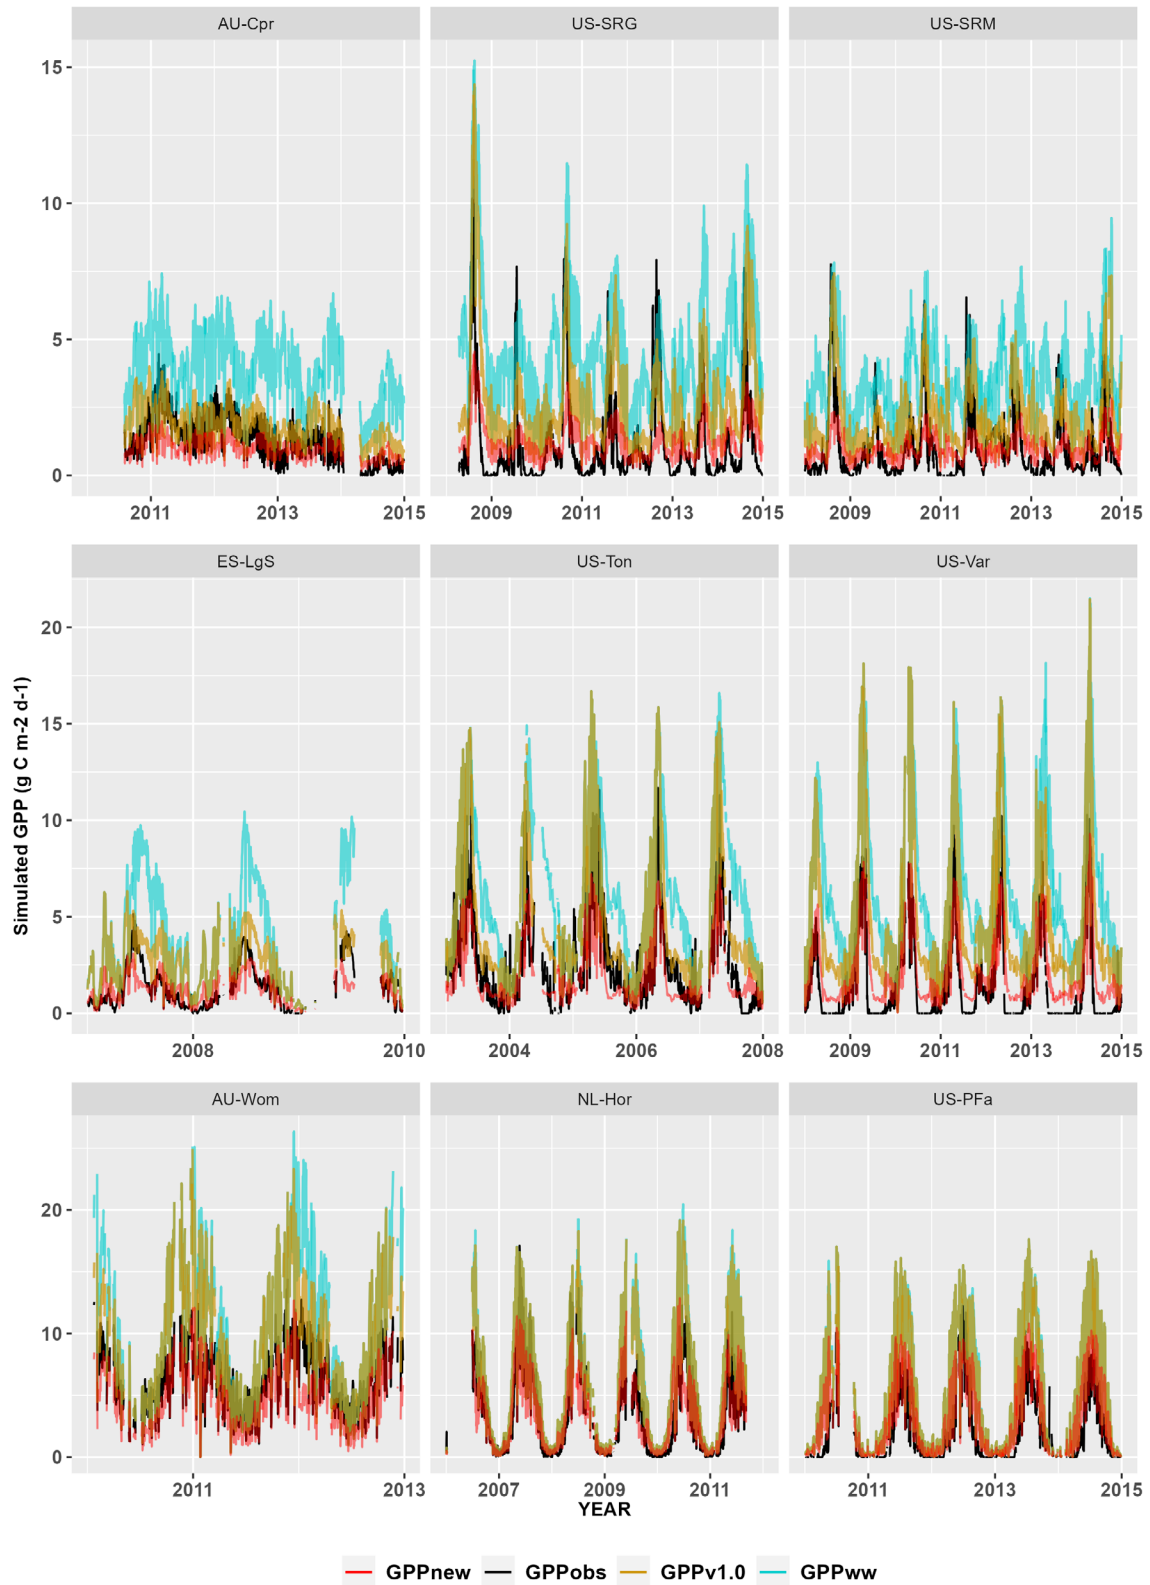 AU-Cpr US-SRG US-SRM
15
10
5
0
2011 2013 2015 2009 2011 2013 2015 2009 2011 2013 2015
ES-LgS US-Ton US-Var
20
15
10
5
0
2008 2010 2004 2006 2008 2009 2011 2013 2015
Simulated GPP (g C m-2 d-1)
AU-Wom NL-Hor US-PFa
20
10
0
2011 2013 2007 2009 2011 2011 2013 2015
YEAR
GPPnew GPPobs GPPv1.0 GPPww